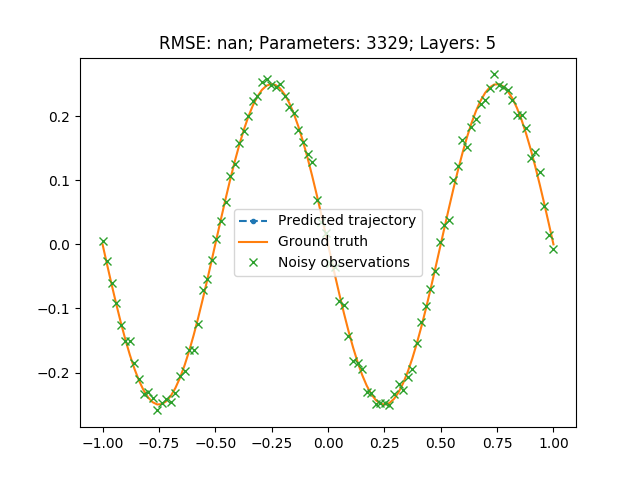 RMSE: nan; Parameters: 3329; Layers: 5
0.2
0.1
0.0
−0.1
−0.2
Predicted trajectory
Ground truth
Noisy observations
−1.00 −0.75 −0.50 −0.25 0.00 0.25 0.50 0.75 1.00